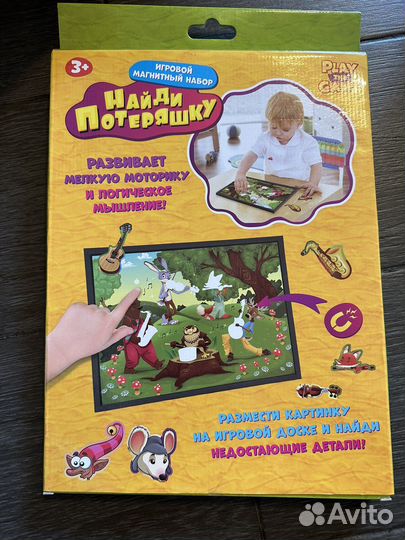 3+
ИГРОВОЙ
МАГНИТНЫЙ НАБОР
НАЙДИ
ПОТЕРЯШКУ
PLAY
THE
РАЗВИВАЕТ
МЕЛКУЮ МОТОРИКУ
И ЛОГИЧЕСКОЕ
МЫШЛЕНИЕ!
РАЗМЕСТИ КАРТИНКУ
НА ИГРОВОЙ ДОСКЕ И НАЙДИ
НЕДОСТАЮЩИЕ ДЕТАЛИ!
Avito